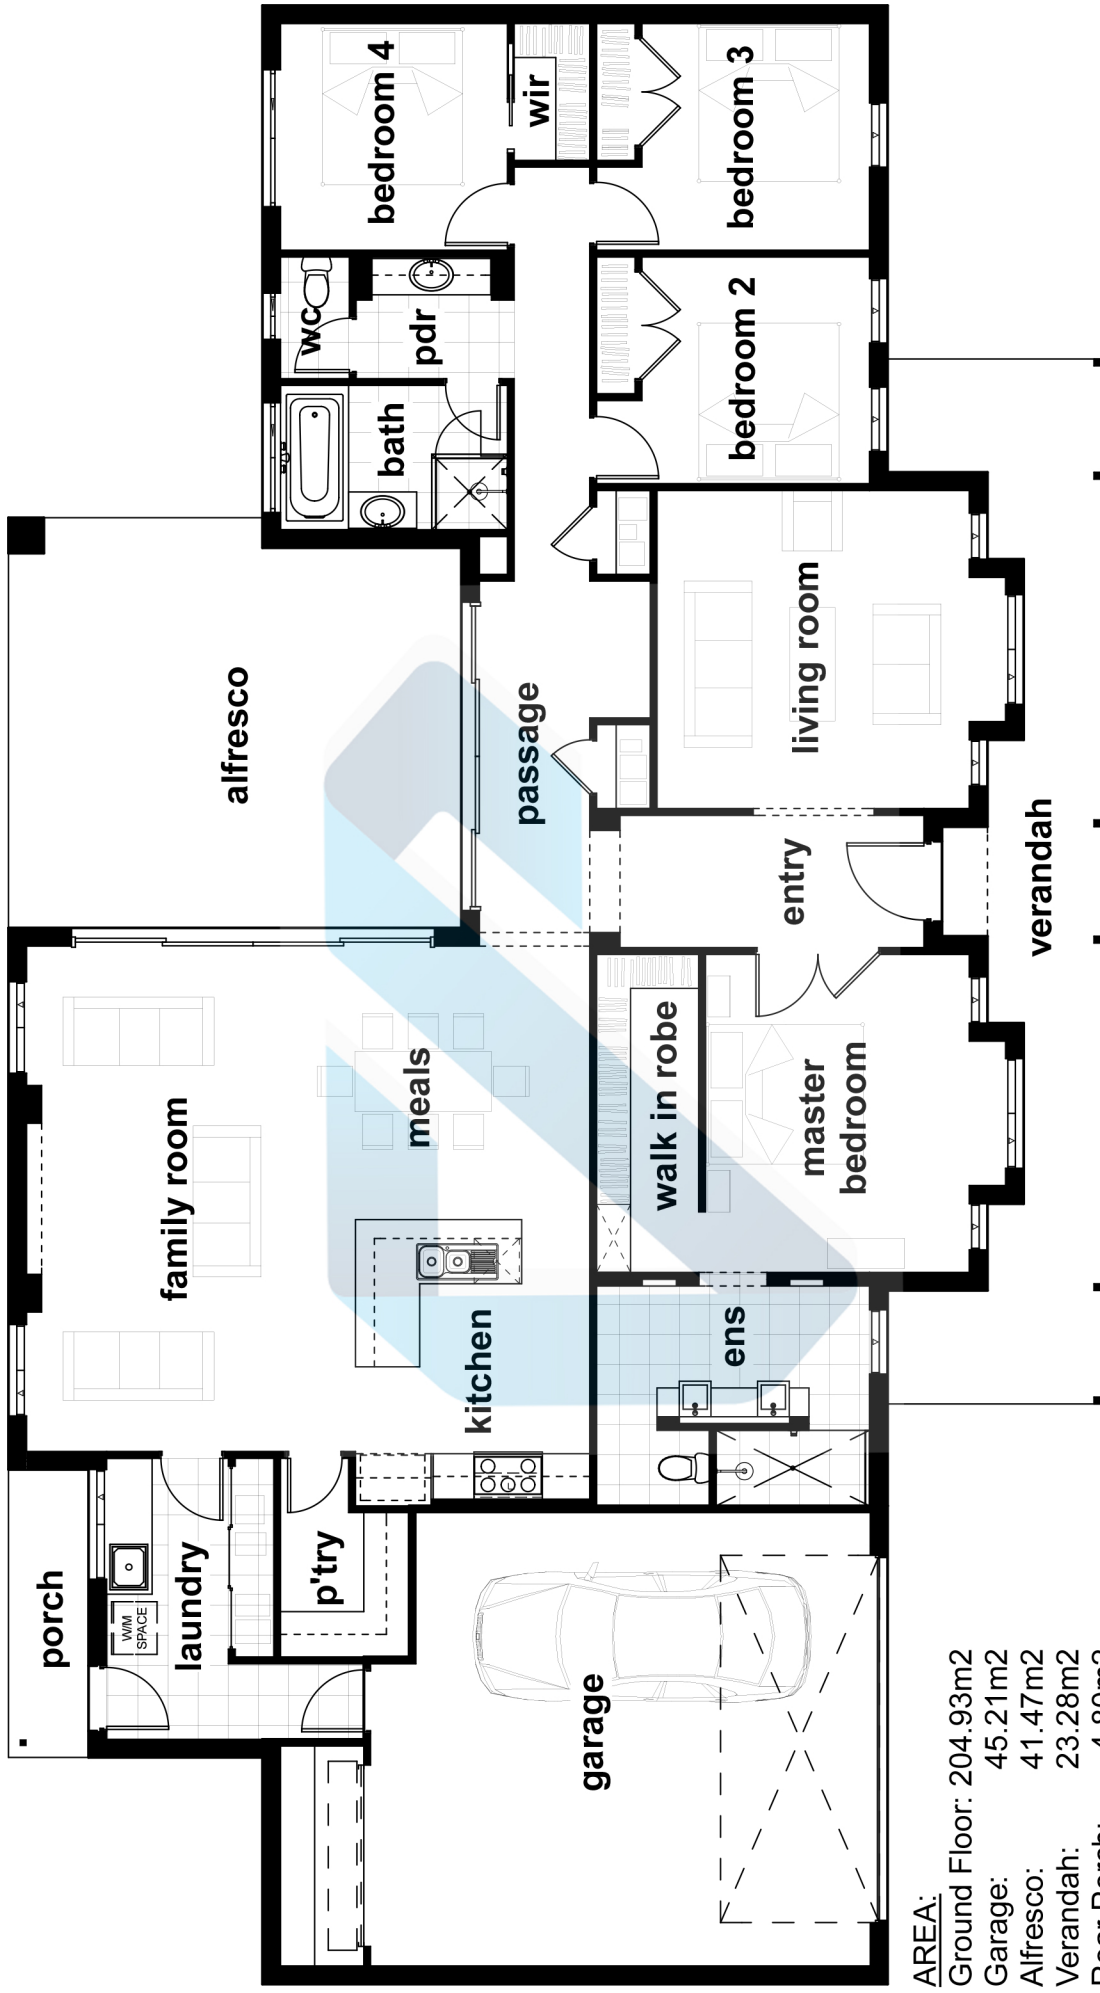 porch
laundry
W/M
SPACE
p'try
garage
family room
kitchen
meals
alfresco
passage
ens
walk in robe
master
bedroom
entry
living room
verandah
bath
wc
pdr
bedroom 4
wir
bedroom 3
bedroom 2
AREA:
Ground Floor: 204.93m2
Garage: 45.21m2
Alfresco: 41.47m2
Verandah: 23.28m2